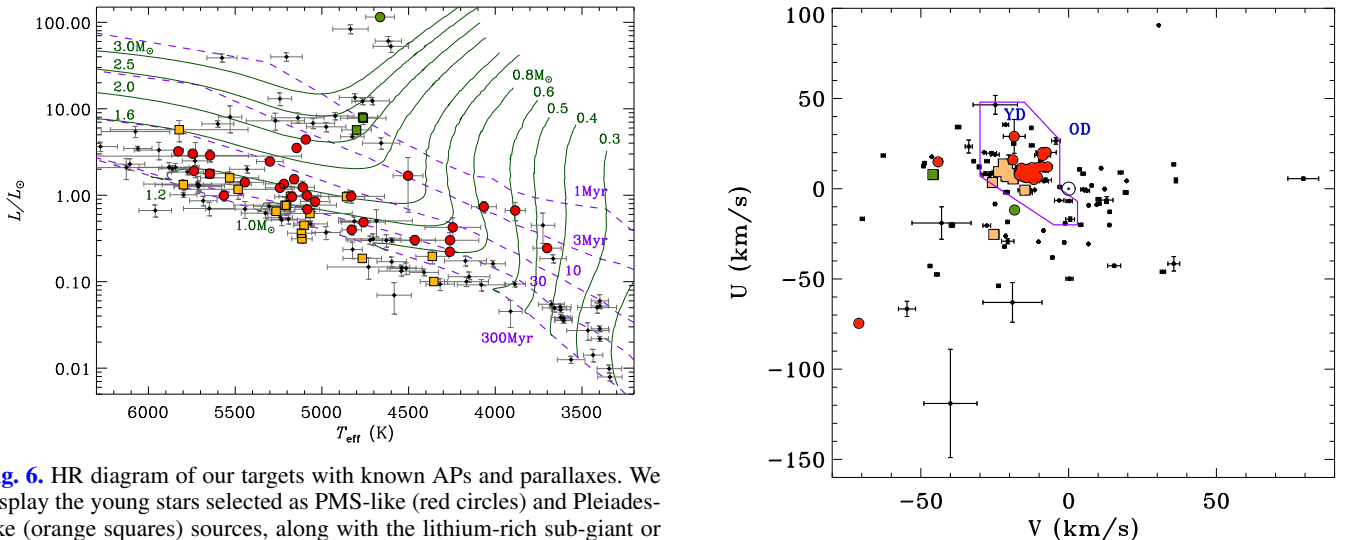 100.00
10.00
1.00
0.10
0.01
L/L☉
3.0M☉
2.5
2.0
1.6
1.2
1.0M☉
0.8M☉
0.6
0.5
0.4
0.3
1Myr
3Myr
10
30
300Myr
6000 5500 5000 4500 4000 3500
Teff (K)
g. 6. HR diagram of our targets with known APs and parallaxes. We
splay the young stars selected as PMS-like (red circles) and Pleiades-
ke (orange squares) sources, along with the lithium-rich sub-giant or
100
50
0
−50
−100
−150
U (km/s)
YD
OD
−50 0 50
V (km/s)